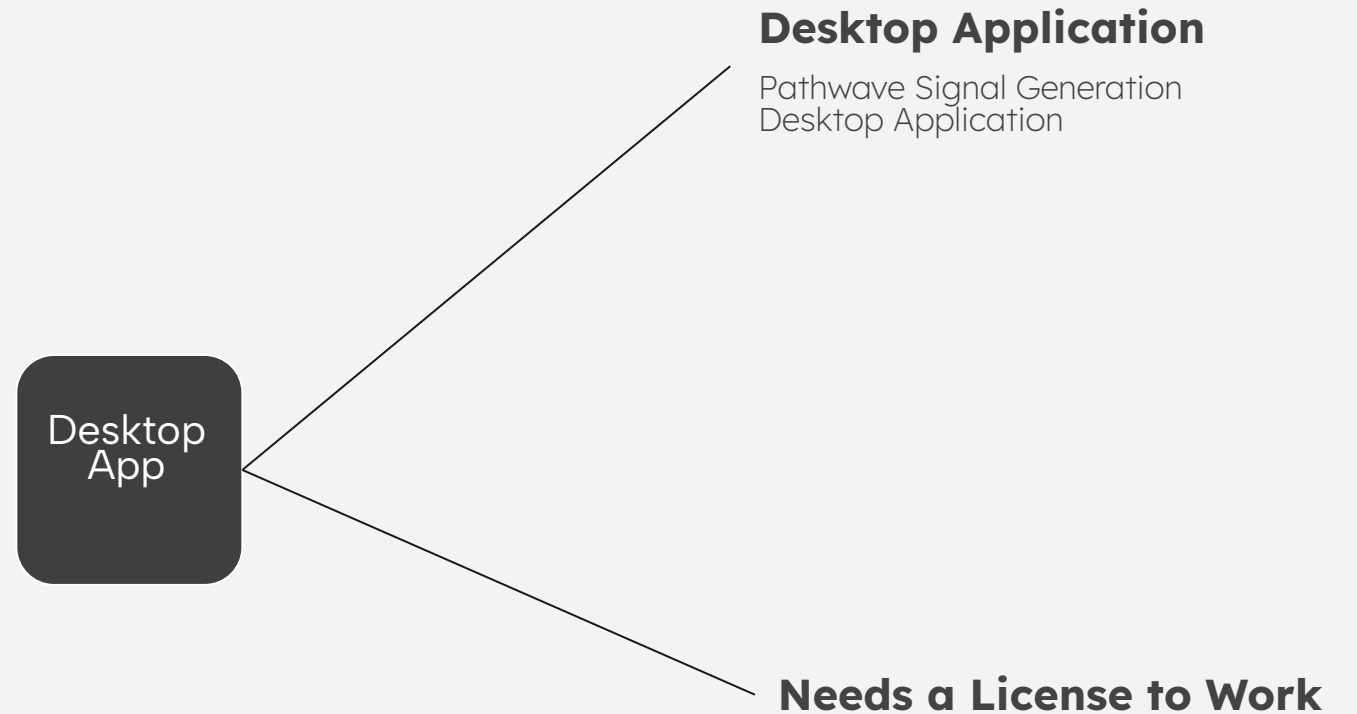 Desktop Application
Pathwave Signal Generation
Desktop Application
Desktop
App
Needs a License to Work